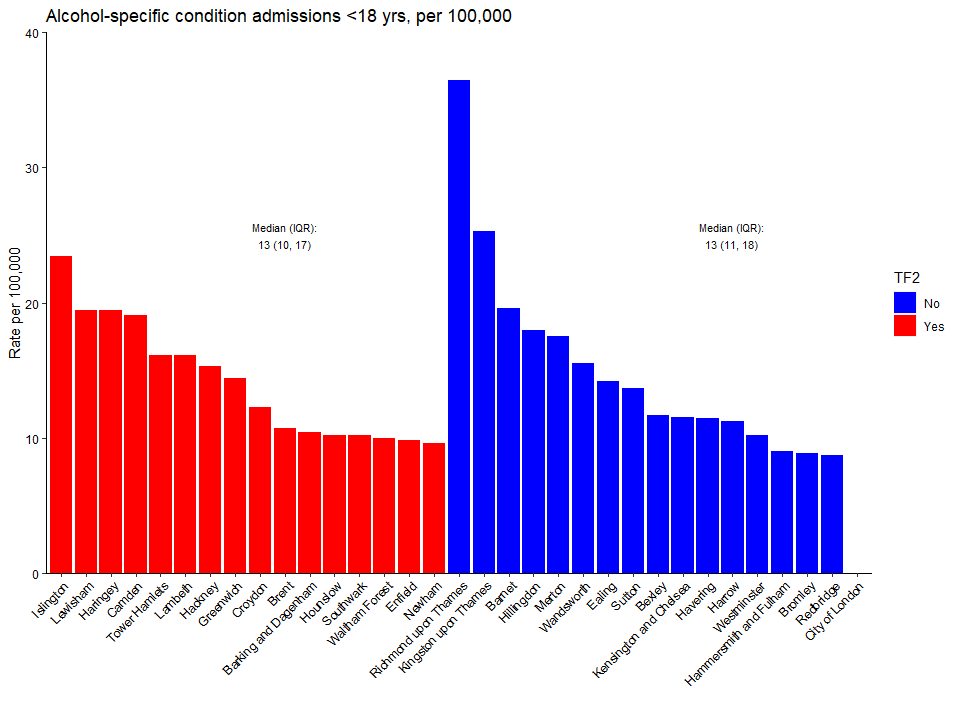 Alcohol-specific condition admissions <18 yrs, per 100,000
40
30
20
10
0
Rate per 100,000
Median (IQR):
13 (10, 17)
Median (IQR):
13 (11, 18)
TF2
No
Yes
Islington
Lewisham
Haringey
Camden
Tower Hamlets
Lambeth
Hackney
Greenwich
Croydon
Brent
Barking and Dagenham
Hounslow
Southwark
Waltham Forest
Enfield
Newham
Richmond upon Thames
Kingston upon Thames
Barnet
Hillingdon
Merton
Wandsworth
Ealing
Sutton
Bexley
Kensington and Chelsea
Havering
Harrow
Westminster
Hammersmith and Fulham
Bromley
Redbridge
City of London